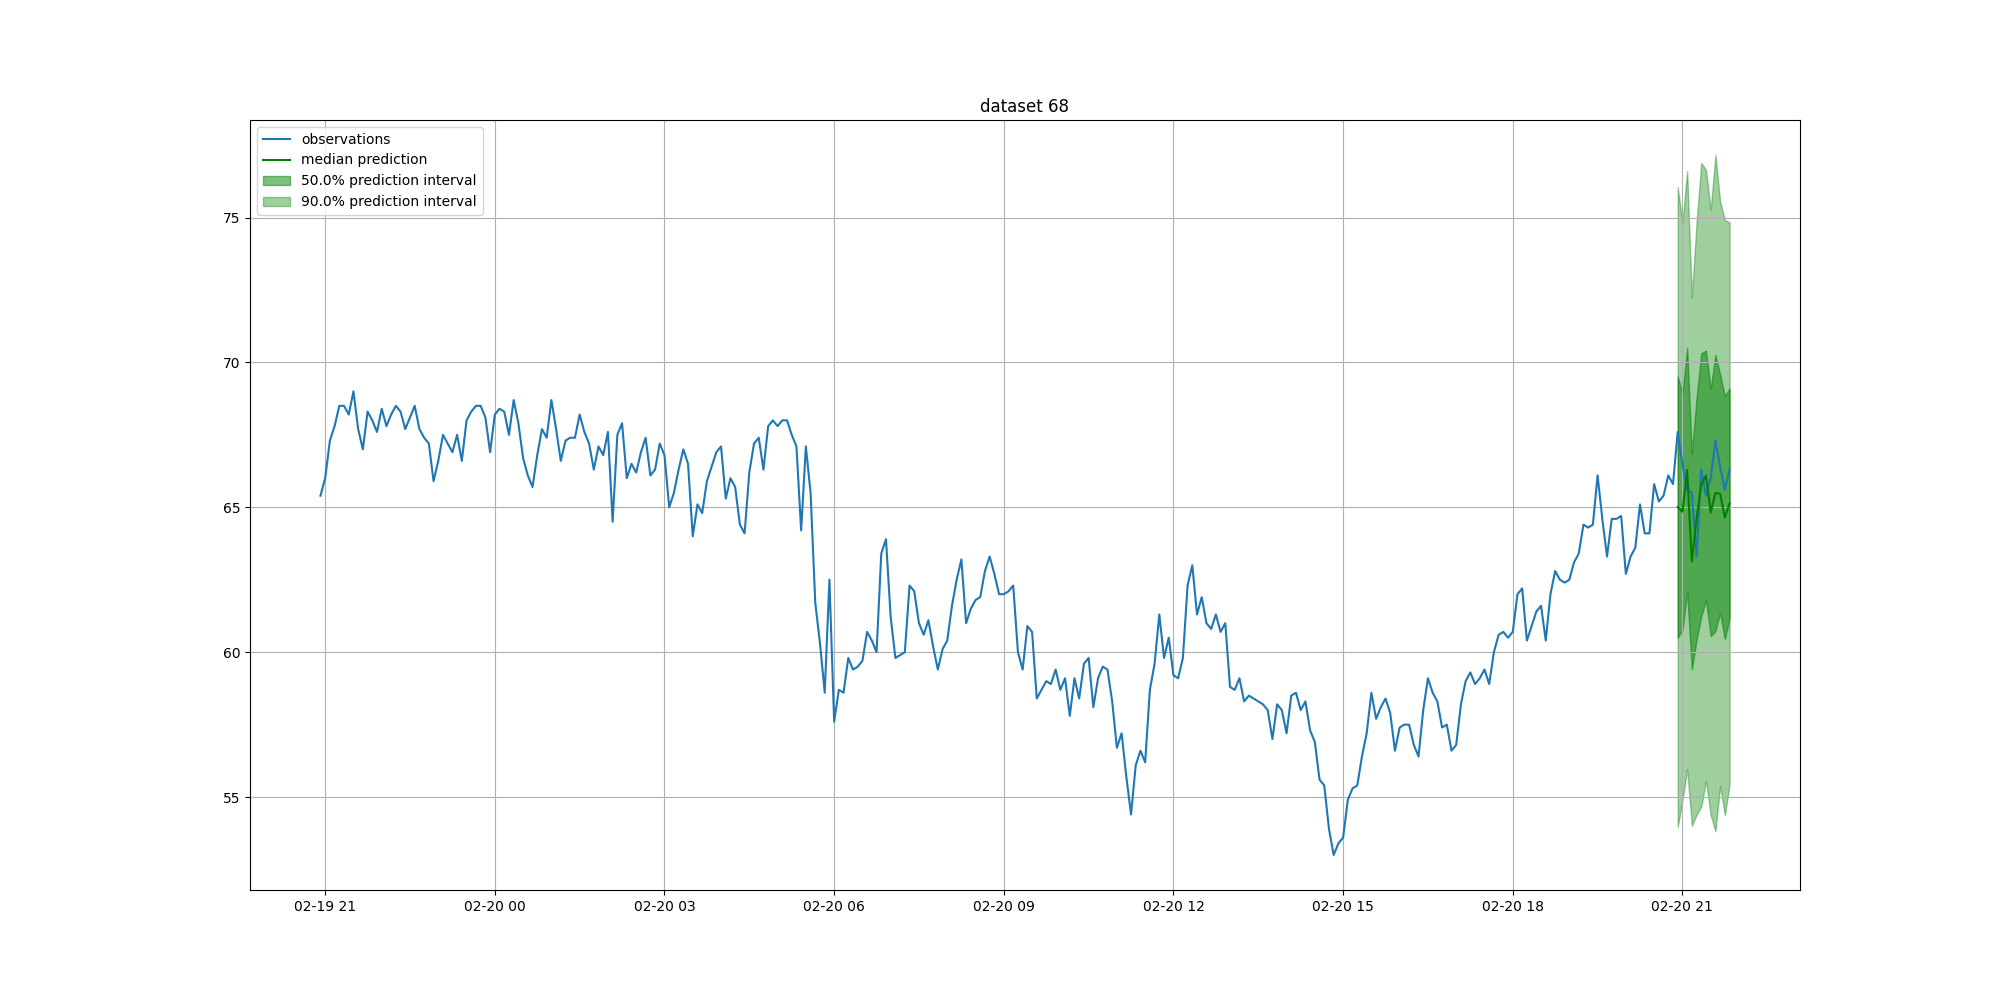 dataset 68
observations
median prediction
50.0% prediction interval
90.0% prediction interval
75
70
65
60
55
02-19 21
02-20 00
02-20 03
02-20 06
02-20 09
02-20 12
02-20 15
02-20 18
02-20 21